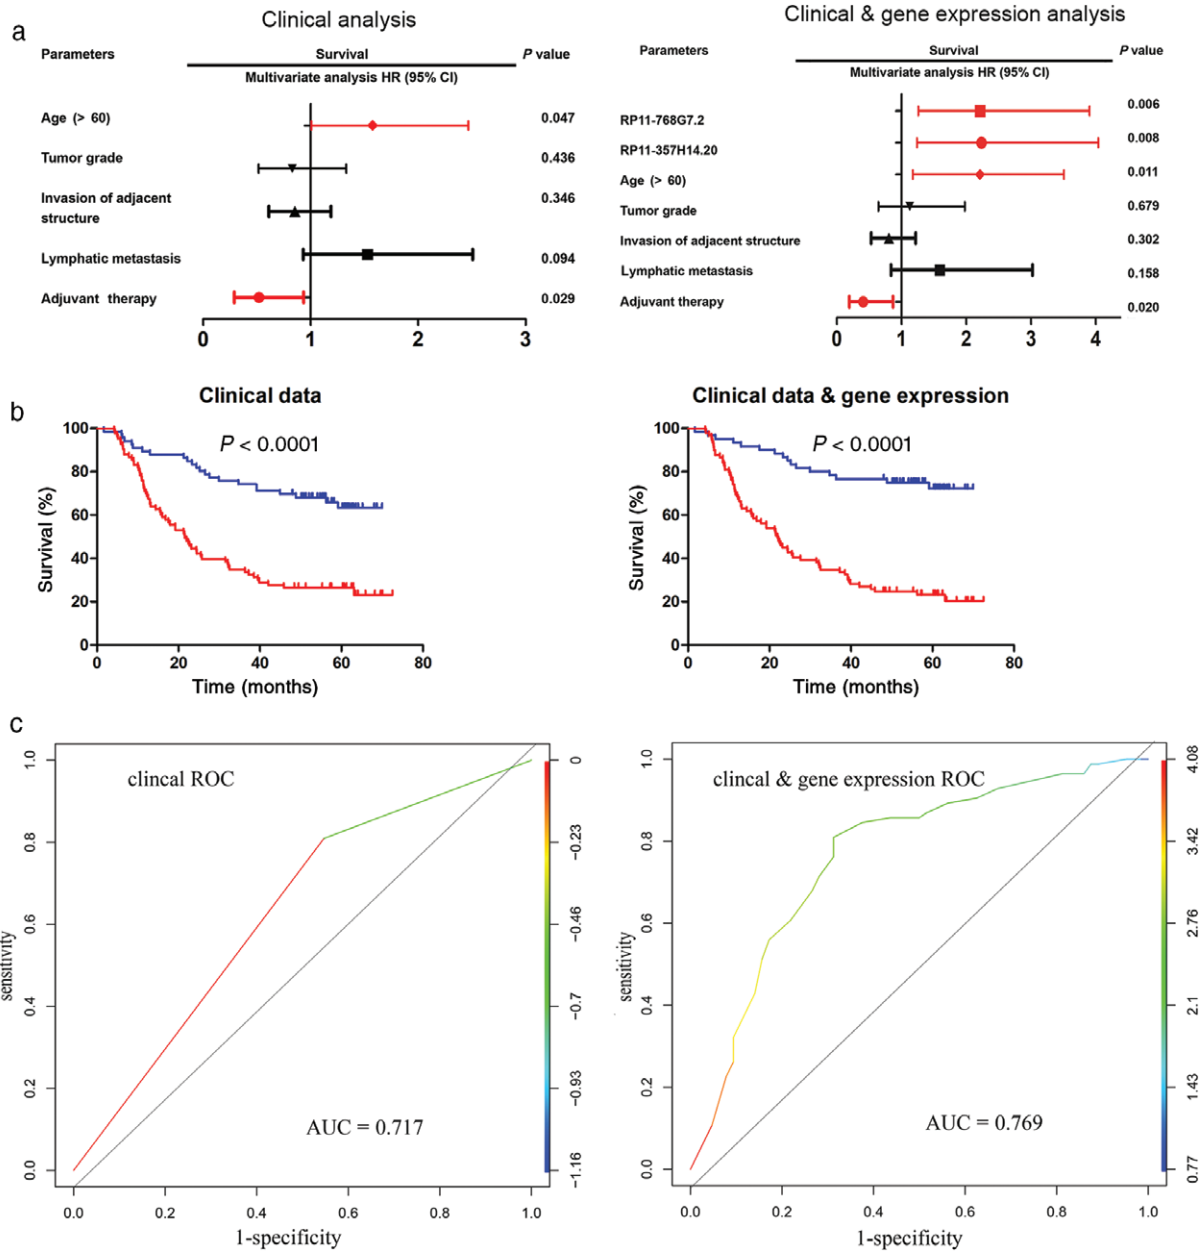 a
Clinical analysis
Parameters
Survival
P value
Multivariate analysis HR (95% CI)
Age (> 60)
0.047
Tumor grade
0.436
Invasion of adjacent
structure
0.346
Lymphatic metastasis
0.094
Adjuvant therapy
0.029
0 1 2 3
Clinical & gene expression analysis
Parameters
Survival
P value
Multivariate analysis HR (95% CI)
RP11-768G7.2
0.006
RP11-357H14.20
0.008
Age (> 60)
0.011
Tumor grade
0.679
Invasion of adjacent structure
0.302
Lymphatic metastasis
0.158
Adjuvant therapy
0.020
0 1 2 3 4
b
Clinical data
P < 0.0001
Survival (%)
100
80
60
40
20
0
0 20 40 60 80
Time (months)
Clinical data & gene expression
P < 0.0001
Survival (%)
100
80
60
40
20
0
0 20 40 60 80
Time (months)
c
clincal ROC
AUC = 0.717
sensitivity
1.0
0.8
0.6
0.4
0.2
0.0
0.0 0.2 0.4 0.6 0.8 1.0
1-specificity
0
−0.23
−0.46
−0.7
−0.93
−1.16
clincal & gene expression ROC
AUC = 0.769
sensitivity
1.0
0.8
0.6
0.4
0.2
0.0
0.0 0.2 0.4 0.6 0.8 1.0
1-specificity
4.08
3.42
2.76
2.1
1.43
0.77